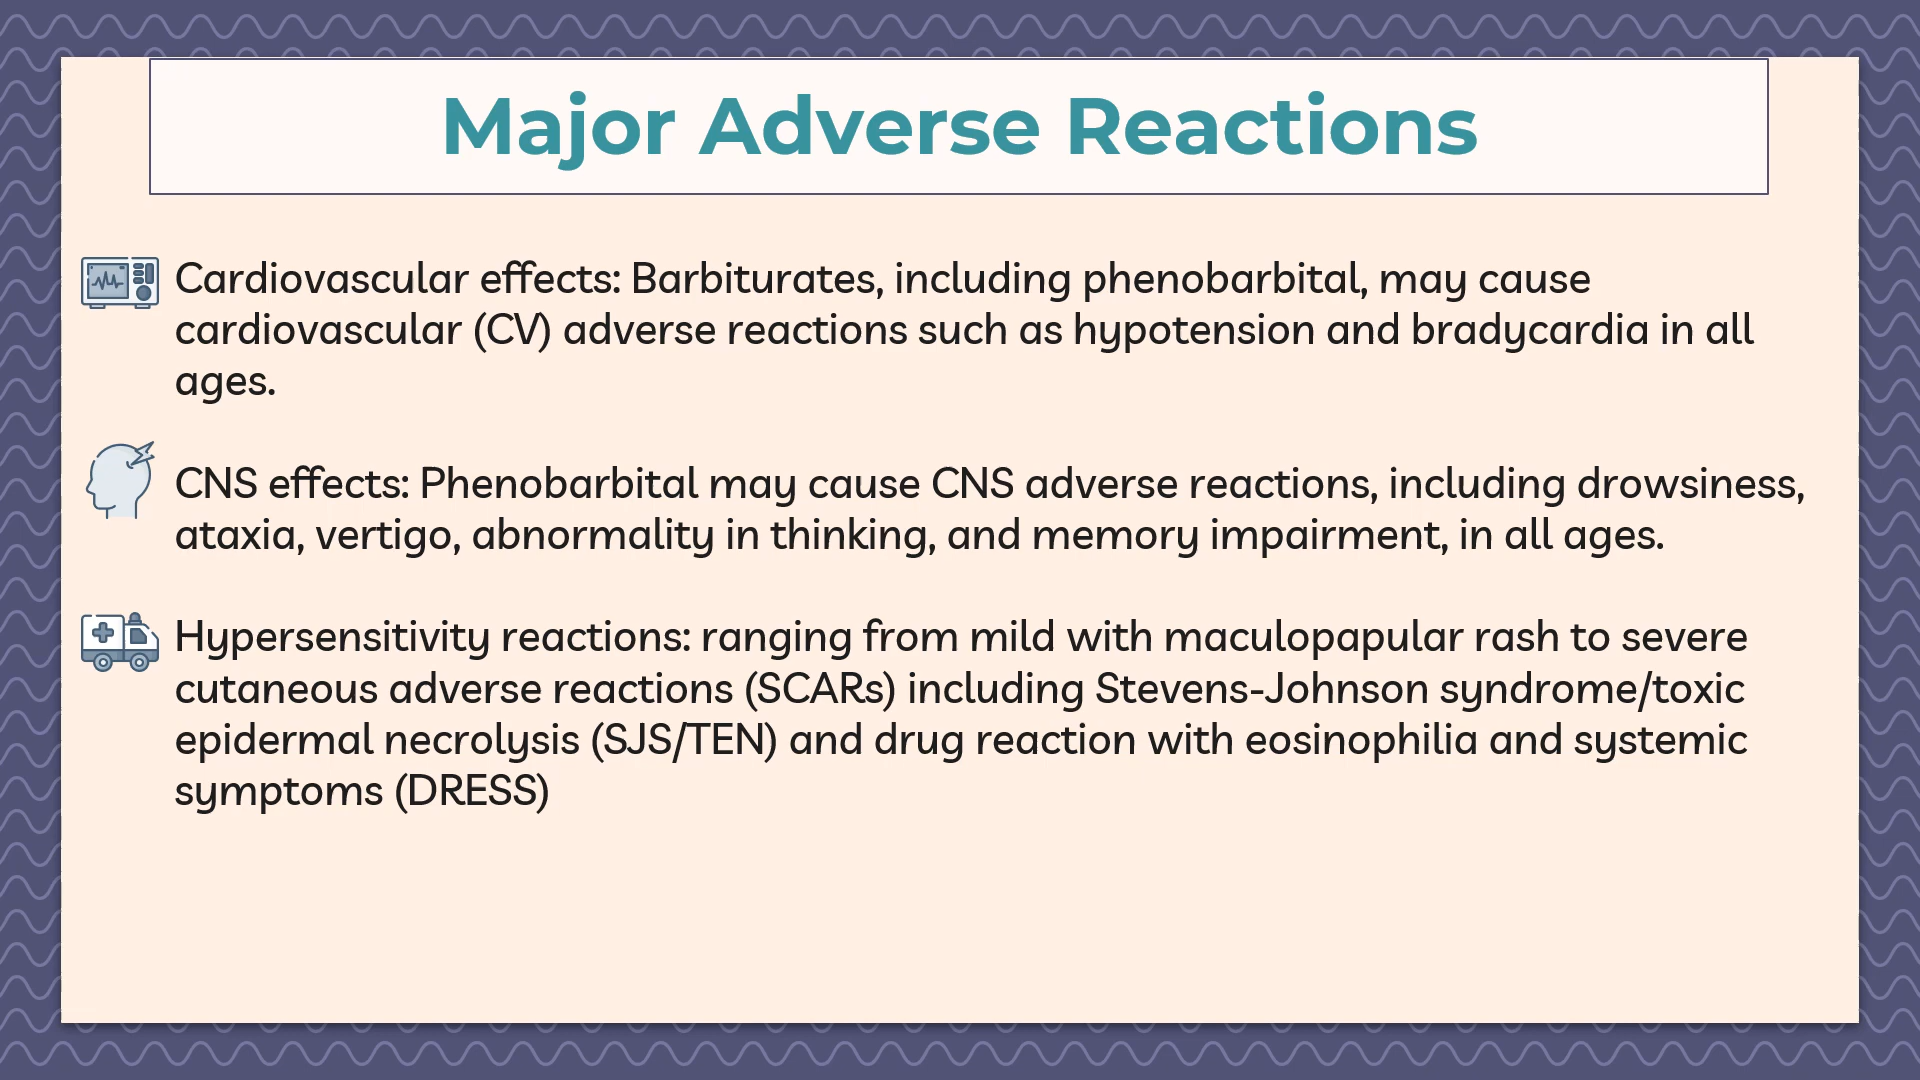 Major Adverse Reactions
Cardiovascular effects: Barbiturates, including phenobarbital, may cause
cardiovascular (CV) adverse reactions such as hypotension and bradycardia in all
ages.
CNS effects: Phenobarbital may cause CNS adverse reactions, including drowsiness,
ataxia, vertigo, abnormality in thinking, and memory impairment, in all ages.
Hypersensitivity reactions: ranging from mild with maculopapular rash to severe
cutaneous adverse reactions (SCARs) including Stevens-Johnson syndrome/toxic
epidermal necrolysis (SJS/TEN) and drug reaction with eosinophilia and systemic
symptoms (DRESS)